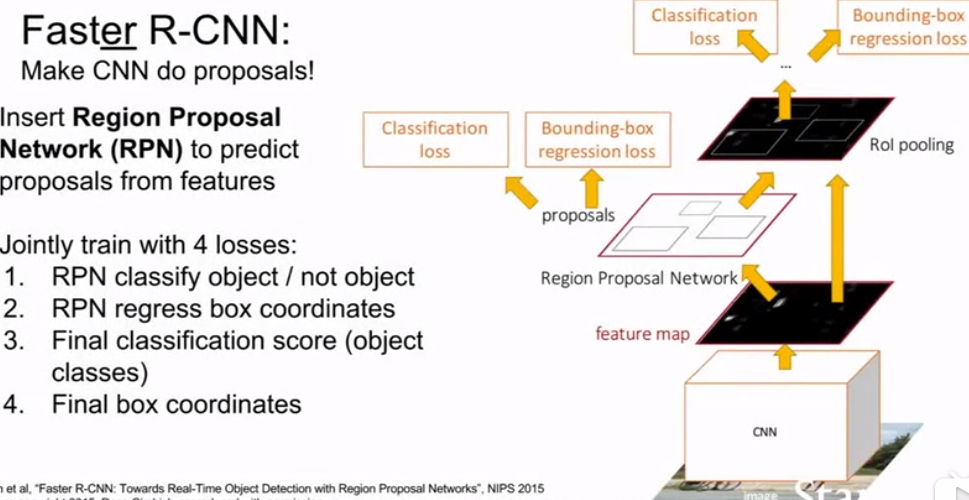 Faster R-CNN:
Make CNN do proposals!
Insert Region Proposal
Network (RPN) to predict
proposals from features
Jointly train with 4 losses:
1. RPN classify object / not object
2. RPN regress box coordinates
3. Final classification score (object
classes)
4. Final box coordinates
Classification
loss
Bounding-box
regression loss
...
RoI pooling
Classification
loss
Bounding-box
regression loss
proposals
Region Proposal Network
feature map
CNN
image
et al, "Faster R-CNN: Towards Real-Time Object Detection with Region Proposal Networks", NIPS 2015